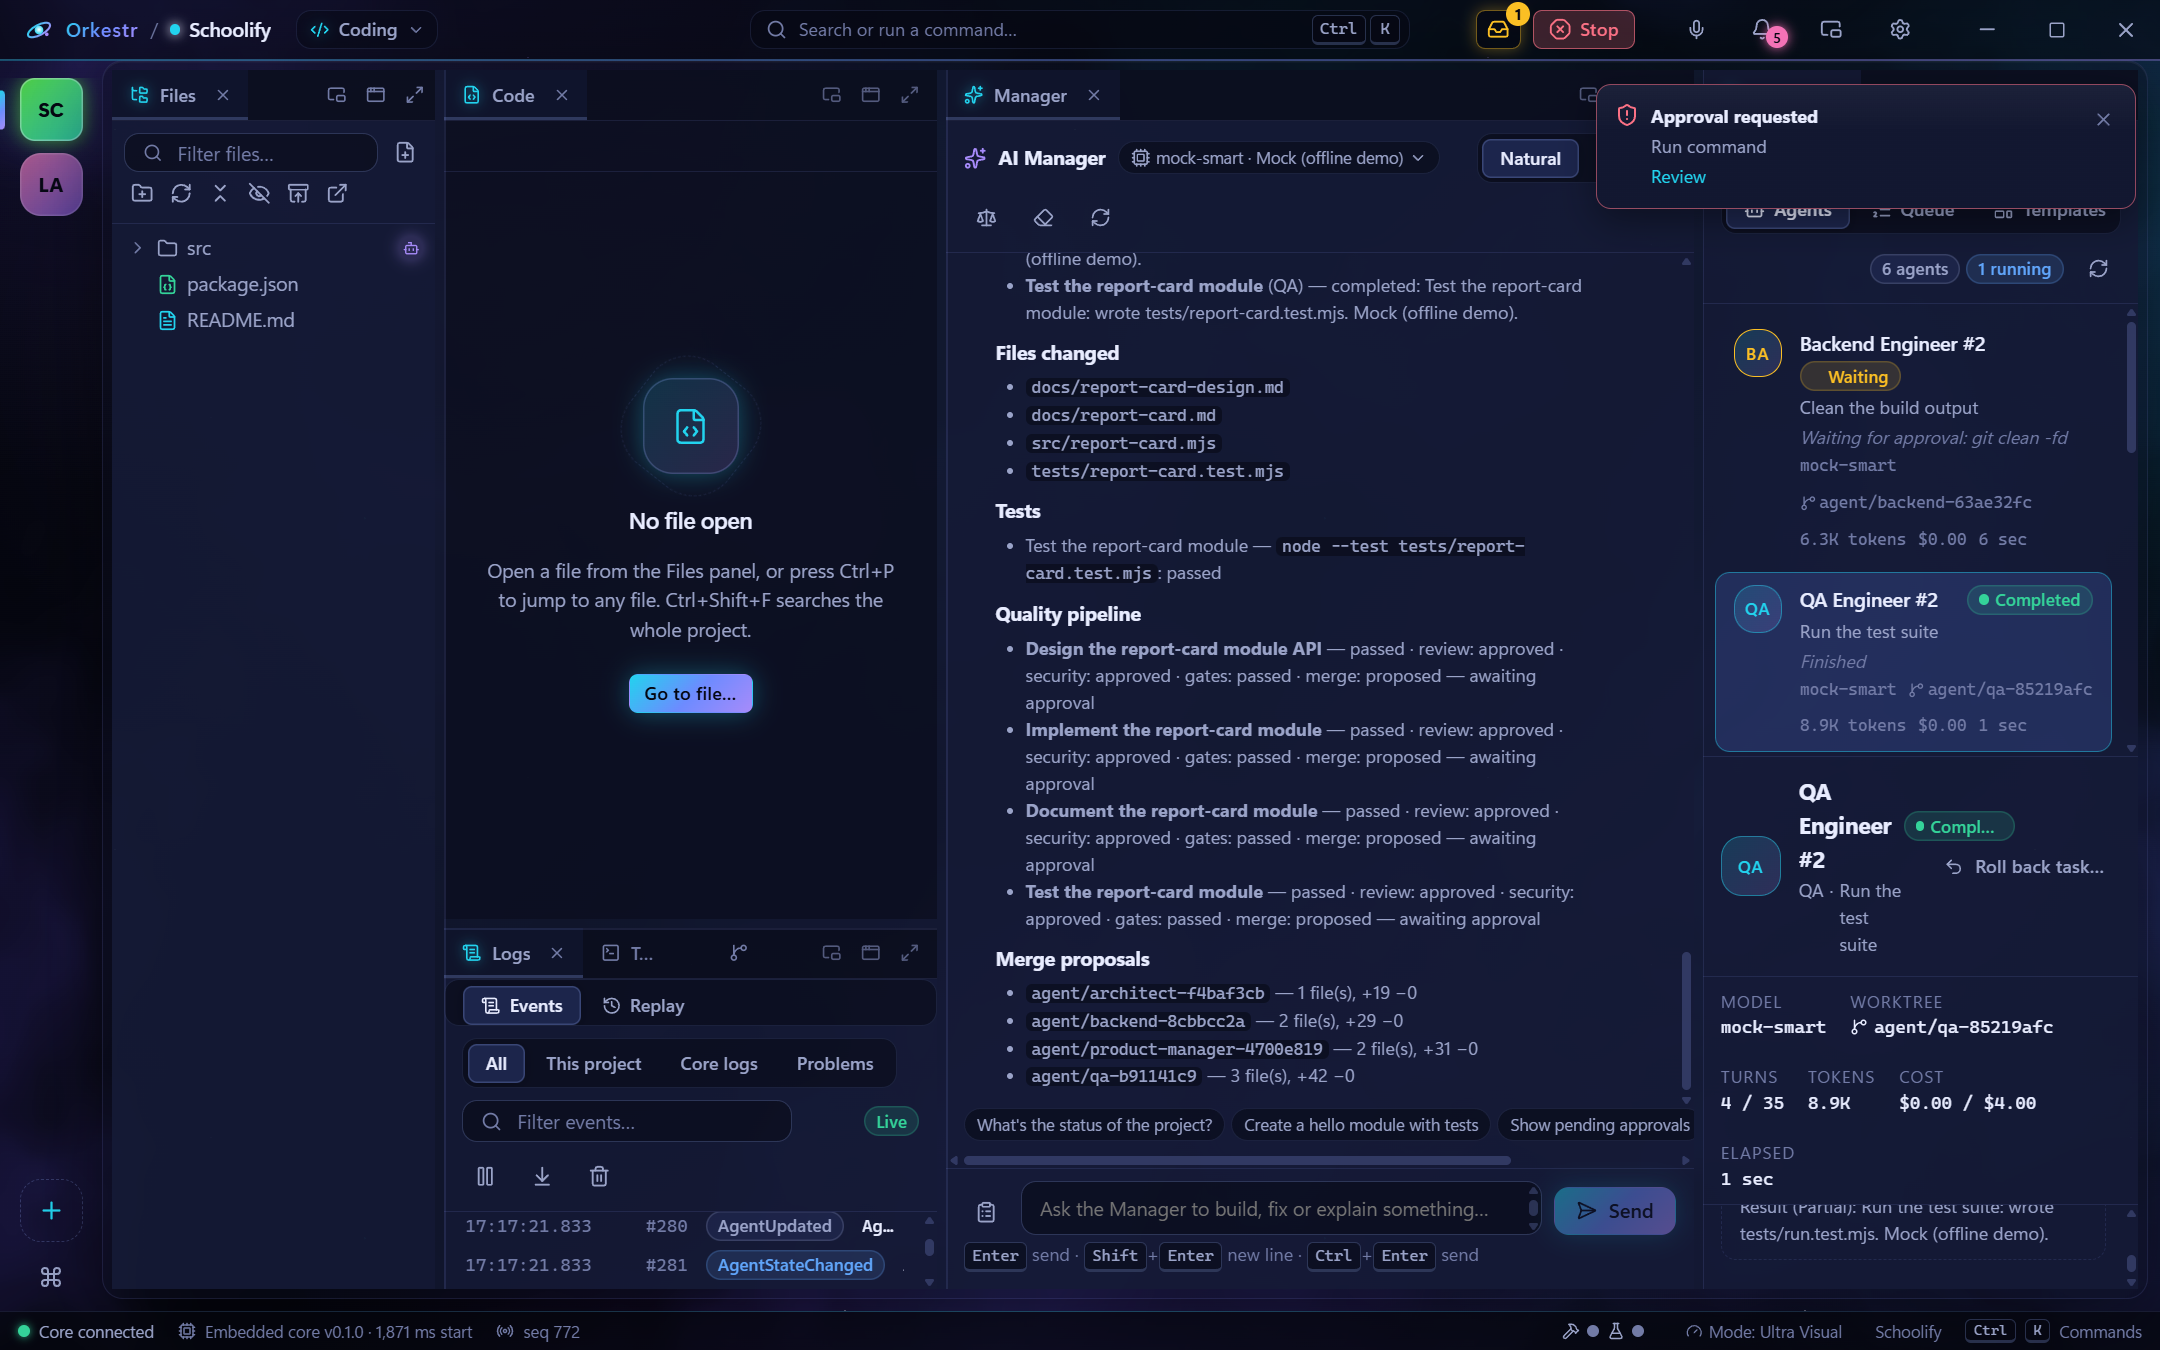 Orkestr / Schoolify
Coding
Search or run a command...
Ctrl K
1
Stop
5
SC
LA
Files
Filter files...
src
package.json
README.md
Code
No file open
Open a file from the Files panel, or press Ctrl+P
to jump to any file. Ctrl+Shift+F searches the
whole project.
Go to file...
Logs
T...
Events
Replay
All
This project
Core logs
Problems
Filter events...
Live
17:17:21.833 #280 AgentUpdated Ag...
17:17:21.833 #281 AgentStateChanged
Manager
AI Manager
mock-smart · Mock (offline demo)
Natural
(offline demo).
• Test the report-card module (QA) — completed: Test the report-card
module: wrote tests/report-card.test.mjs. Mock (offline demo).
Files changed
• docs/report-card-design.md
• docs/report-card.md
• src/report-card.mjs
• tests/report-card.test.mjs
Tests
• Test the report-card module — node --test tests/report-
card.test.mjs : passed
Quality pipeline
• Design the report-card module API — passed · review: approved ·
security: approved · gates: passed · merge: proposed — awaiting
approval
• Implement the report-card module — passed · review: approved ·
security: approved · gates: passed · merge: proposed — awaiting
approval
• Document the report-card module — passed · review: approved ·
security: approved · gates: passed · merge: proposed — awaiting
approval
• Test the report-card module — passed · review: approved · security:
approved · gates: passed · merge: proposed — awaiting approval
Merge proposals
• agent/architect-f4baf3cb — 1 file(s), +19 −0
• agent/backend-8cbbcc2a — 2 file(s), +29 −0
• agent/product-manager-4700e819 — 2 file(s), +31 −0
• agent/qa-b91141c9 — 3 file(s), +42 −0
What's the status of the project?
Create a hello module with tests
Show pending approvals
Ask the Manager to build, fix or explain something...
Send
Enter send · Shift + Enter new line · Ctrl + Enter send
Approval requested
Run command
Review
Agents
Queue
Templates
6 agents
1 running
BA
Backend Engineer #2
Waiting
Clean the build output
Waiting for approval: git clean -fd
mock-smart
agent/backend-63ae32fc
6.3K tokens $0.00 6 sec
QA
QA Engineer #2
Completed
Run the test suite
Finished
mock-smart agent/qa-85219afc
8.9K tokens $0.00 1 sec
QA
QA
Engineer
#2
Compl...
Roll back task...
QA · Run the
test
suite
MODEL WORKTREE
mock-smart agent/qa-85219afc
TURNS TOKENS COST
4 / 35 8.9K $0.00 / $4.00
ELAPSED
1 sec
Result (Partial): Run the test suite: wrote
tests/run.test.mjs. Mock (offline demo).
Core connected
Embedded core v0.1.0 · 1,871 ms start
seq 772
Mode: Ultra Visual
Schoolify
Ctrl K Commands